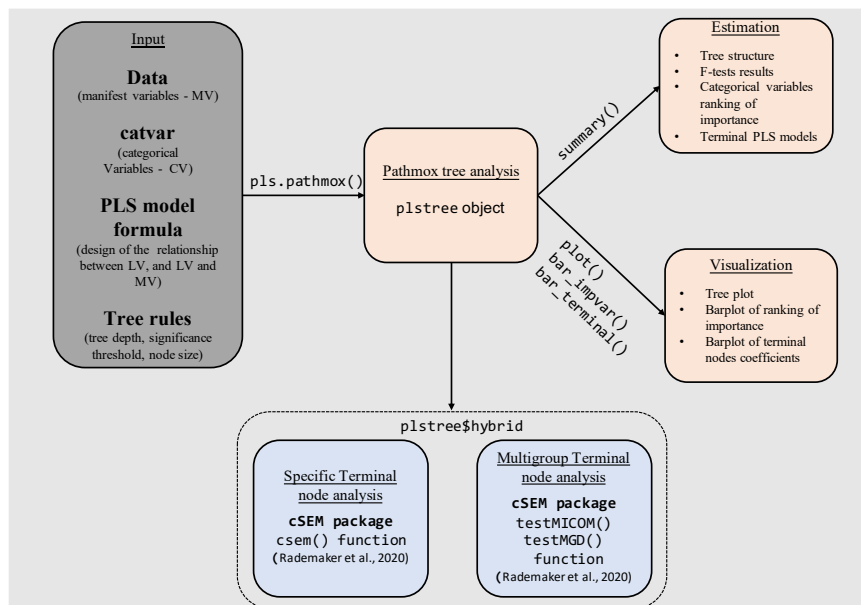 Input
Data
(manifest variables - MV)
catvar
(categorical
Variables - CV)
PLS model
formula
(design of the relationship
between LV, and LV and
MV)
Tree rules
(tree depth, significance
threshold, node size)
pls.pathmox()
Pathmox tree analysis
plstree object
summary()
Estimation
• Tree structure
• F-tests results
• Categorical variables
ranking of
importance
• Terminal PLS models
plot()
bar_impvar()
bar_terminal()
Visualization
• Tree plot
• Barplot of ranking of
importance
• Barplot of terminal
nodes coefficients
plstree$hybrid
Specific Terminal
node analysis
cSEM package
csem() function
(Rademaker et al., 2020)
Multigroup Terminal
node analysis
cSEM package
testMICOM()
testMGD()
function
(Rademaker et al., 2020)